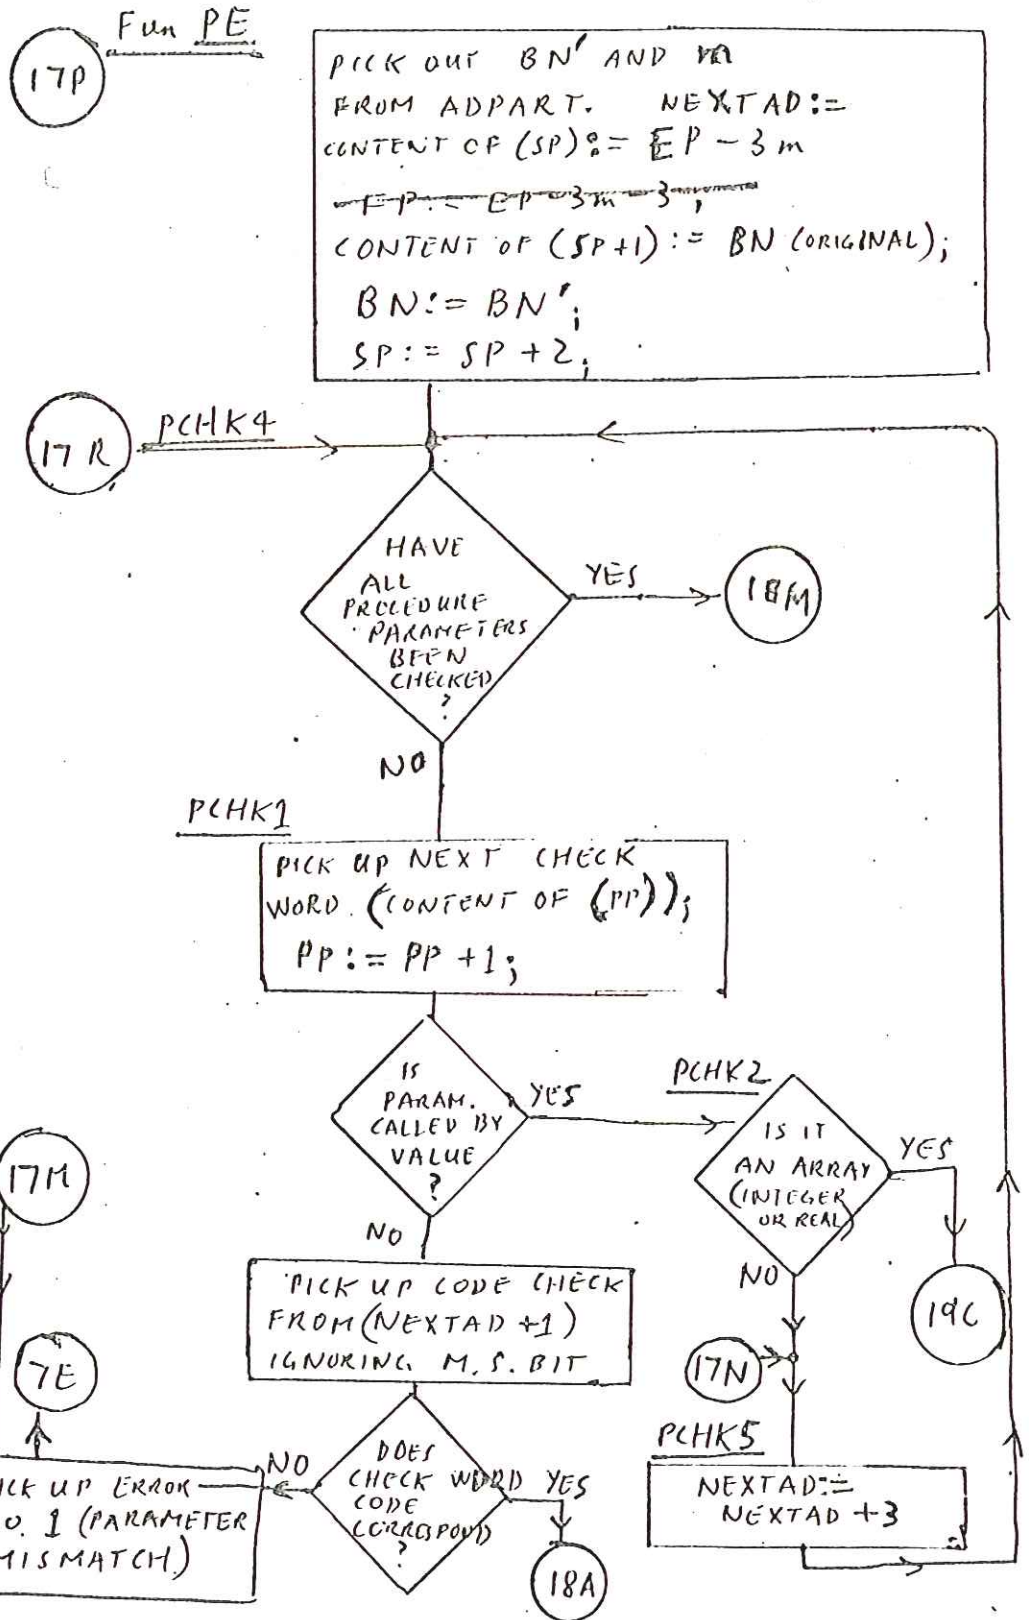 17P
Fun PE
PICK OUT BN' AND m
FROM ADPART. NEXTAD:=
CONTENT OF (SP):= EP - 3m
EP:= EP-3m-3;
CONTENT OF (SP+1) := BN (ORIGINAL);
BN:= BN';
SP:= SP + 2;
17R
PCHK4
HAVE
ALL
PROCEDURE
PARAMETERS
BEEN
CHECKED
?
YES
18M
NO
PCHK1
PICK UP NEXT CHECK
WORD. (CONTENT OF (PP));
PP:= PP +1;
IS
PARAM.
CALLED BY
VALUE
?
YES
PCHK2
IS IT
AN ARRAY
(INTEGER
OR REAL)
YES
19C
17M
NO
PICK UP CODE CHECK
FROM (NEXTAD +1)
IGNORING M.S. BIT
NO
17N
7E
DOES
CHECK WORD
CODE
CORRESPOND
?
NO
YES
18A
PCHK5
NEXTAD:=
NEXTAD +3
ICK UP ERROR
O. 1 (PARAMETER
MISMATCH)